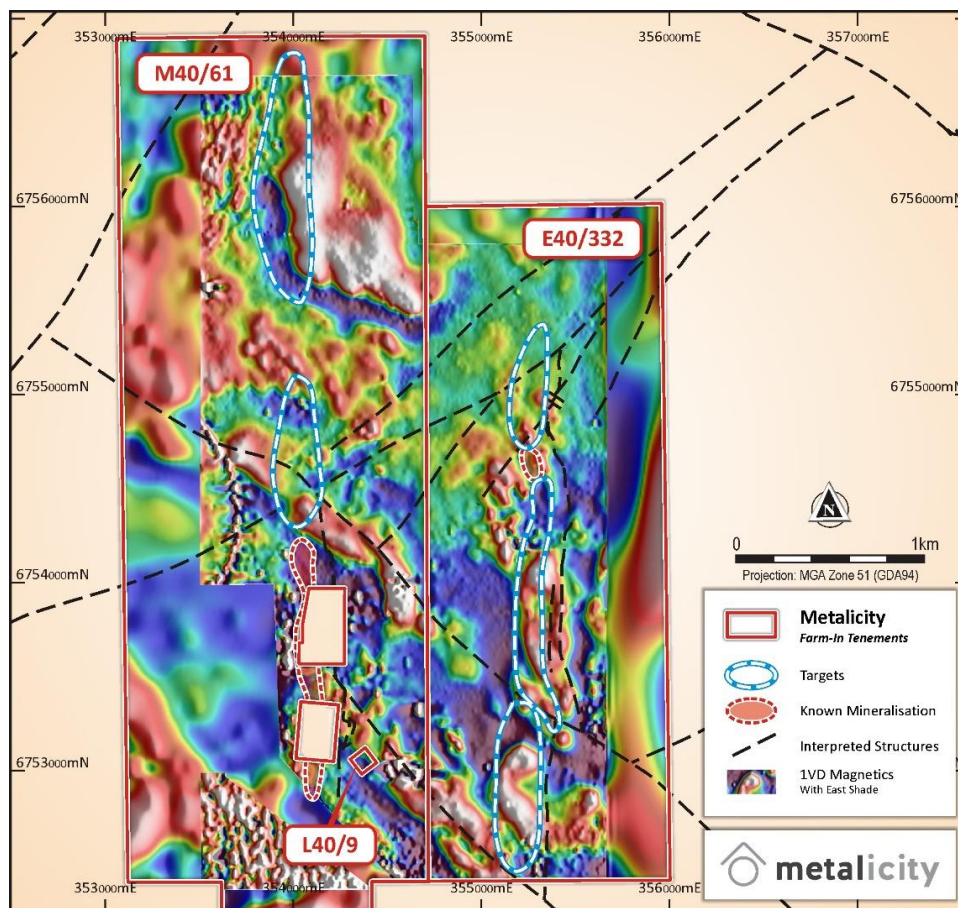 353000mE 354000mE 355000mE 356000mE 357000mE
M40/61
6756000mN 6756000mN
E40/332
6755000mN 6755000mN
N
0 1km
Projection: MGA Zone 51 (GDA94)
6754000mN
Metalicity
Farm-In Tenements
Targets
Known Mineralisation
Interpreted Structures
1VD Magnetics
With East Shade
6753000mN
L40/9
metalicity
353000mE 354000mE 355000mE 356000mE